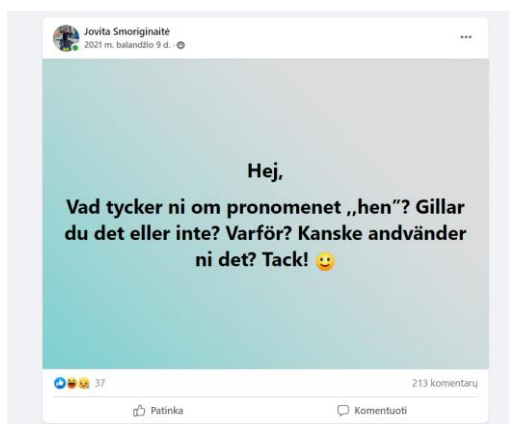 Jovita Smoriginaitė
2021 m. balandžio 9 d. ·
Hej,
Vad tycker ni om pronomenet ,,hen”? Gillar
du det eller inte? Varför? Kanske andvänder
ni det? Tack! 🙂
37
213 komentarų
Patinka
Komentuoti